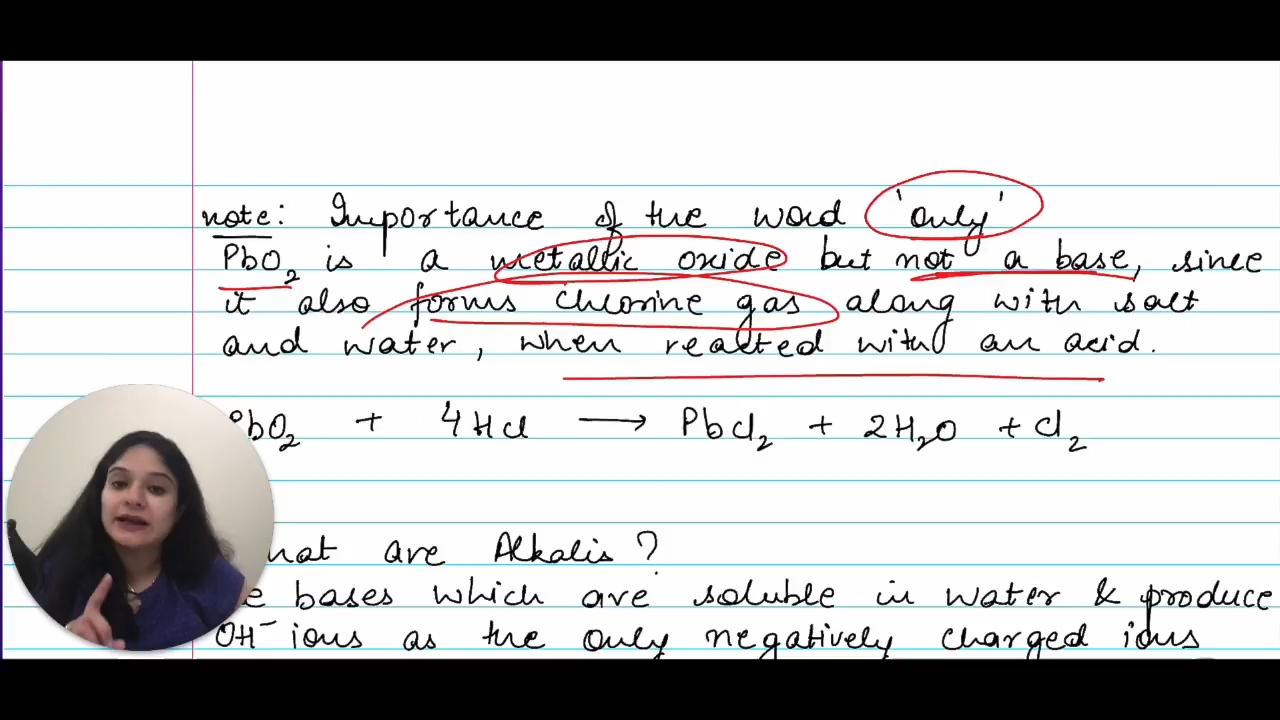 note: Importance of the word 'only'
PbO₂ is a metallic oxide but not a base, since
it also forms chlorine gas along with salt
and water, when reacted with an acid.
PbO₂ + 4HCl → PbCl₂ + 2H₂O + Cl₂
are Alkalis ?
bases which are soluble in water & produce
OH⁻ ions as the only negatively charged ions